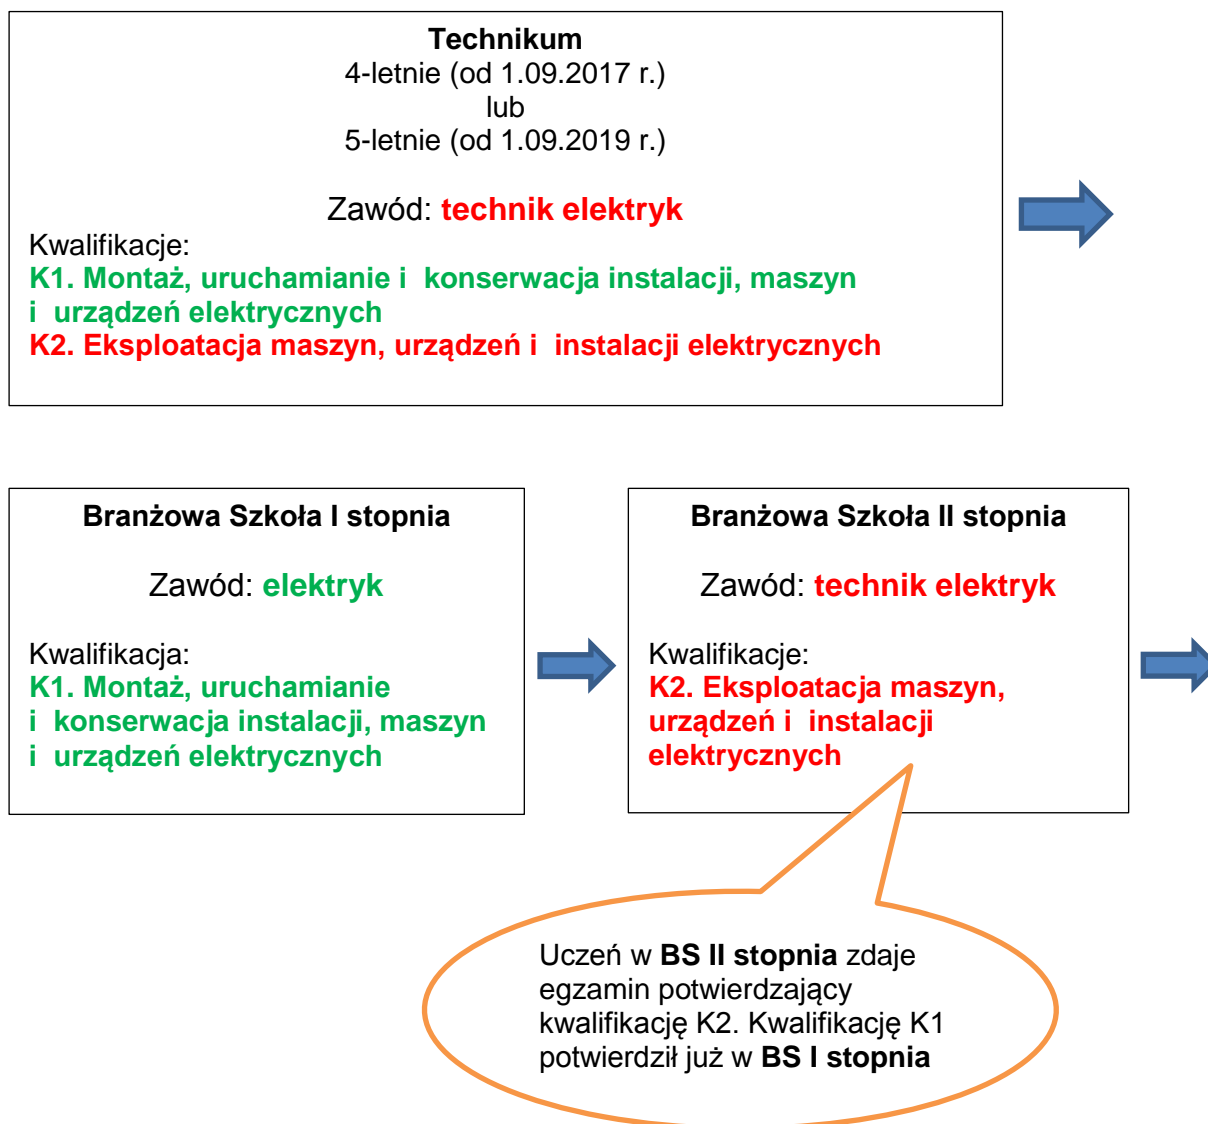 Technikum
4-letnie (od 1.09.2017 r.)
lub
5-letnie (od 1.09.2019 r.)
Zawód: technik elektryk
Kwalifikacje:
K1. Montaż, uruchamianie i konserwacja instalacji, maszyn
i urządzeń elektrycznych
K2. Eksploatacja maszyn, urządzeń i instalacji elektrycznych
Branżowa Szkoła I stopnia
Zawód: elektryk
Kwalifikacja:
K1. Montaż, uruchamianie
i konserwacja instalacji, maszyn
i urządzeń elektrycznych
Branżowa Szkoła II stopnia
Zawód: technik elektryk
Kwalifikacje:
K2. Eksploatacja maszyn,
urządzeń i instalacji
elektrycznych
Uczeń w BS II stopnia zdaje
egzamin potwierdzający
kwalifikację K2. Kwalifikację K1
potwierdził już w BS I stopnia